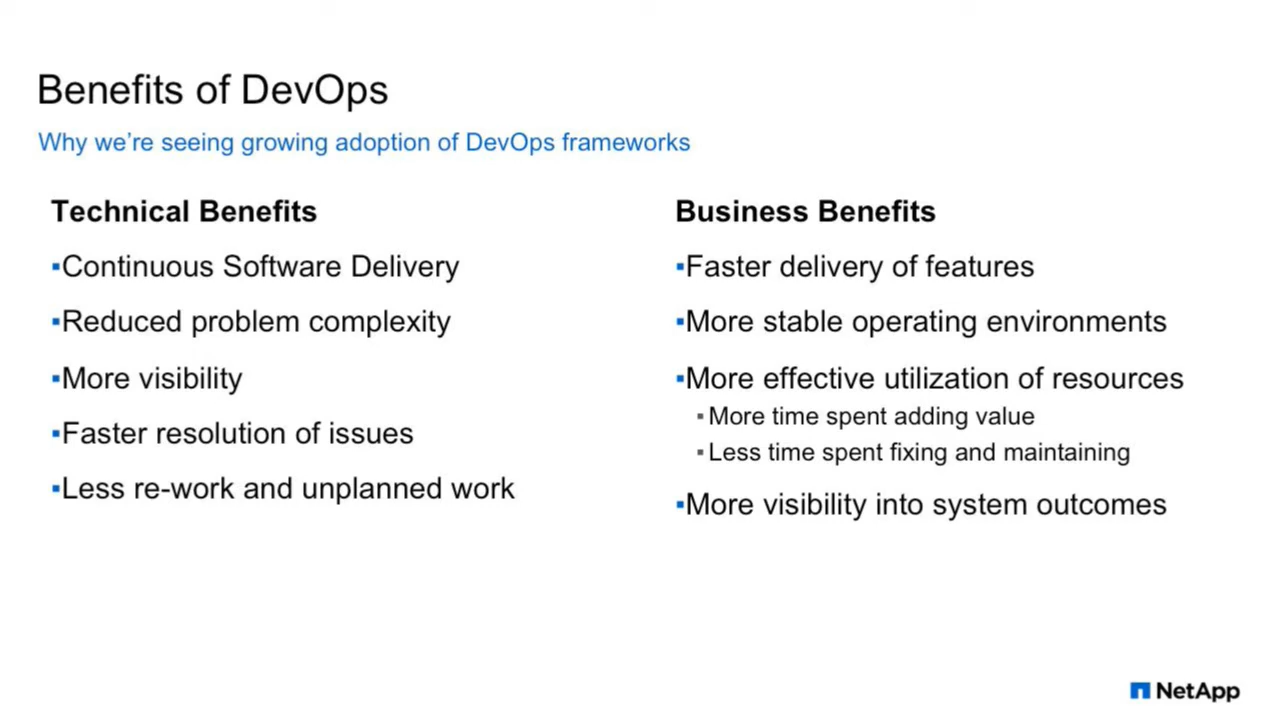 Benefits of DevOps
Why we’re seeing growing adoption of DevOps frameworks
Technical Benefits
▪Continuous Software Delivery
▪Reduced problem complexity
▪More visibility
▪Faster resolution of issues
▪Less re-work and unplanned work
Business Benefits
▪Faster delivery of features
▪More stable operating environments
▪More effective utilization of resources
▪More time spent adding value
▪Less time spent fixing and maintaining
▪More visibility into system outcomes
NetApp